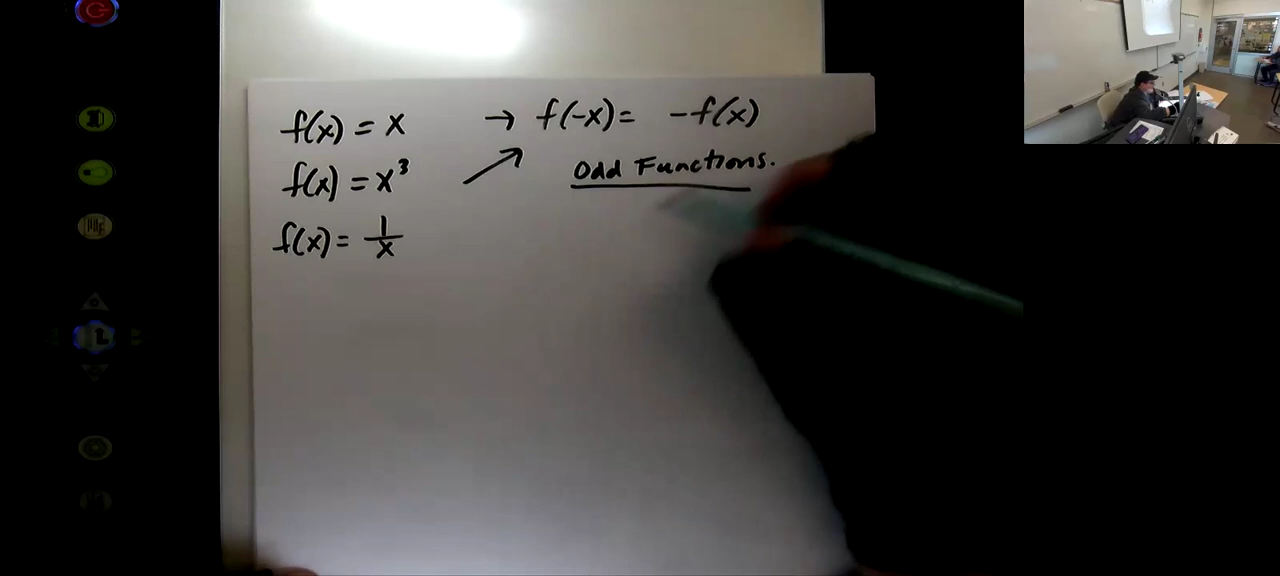 f(x) = x → f(-x) = -f(x)
f(x) = x³ ↗ Odd Functions.
f(x) = 1/x